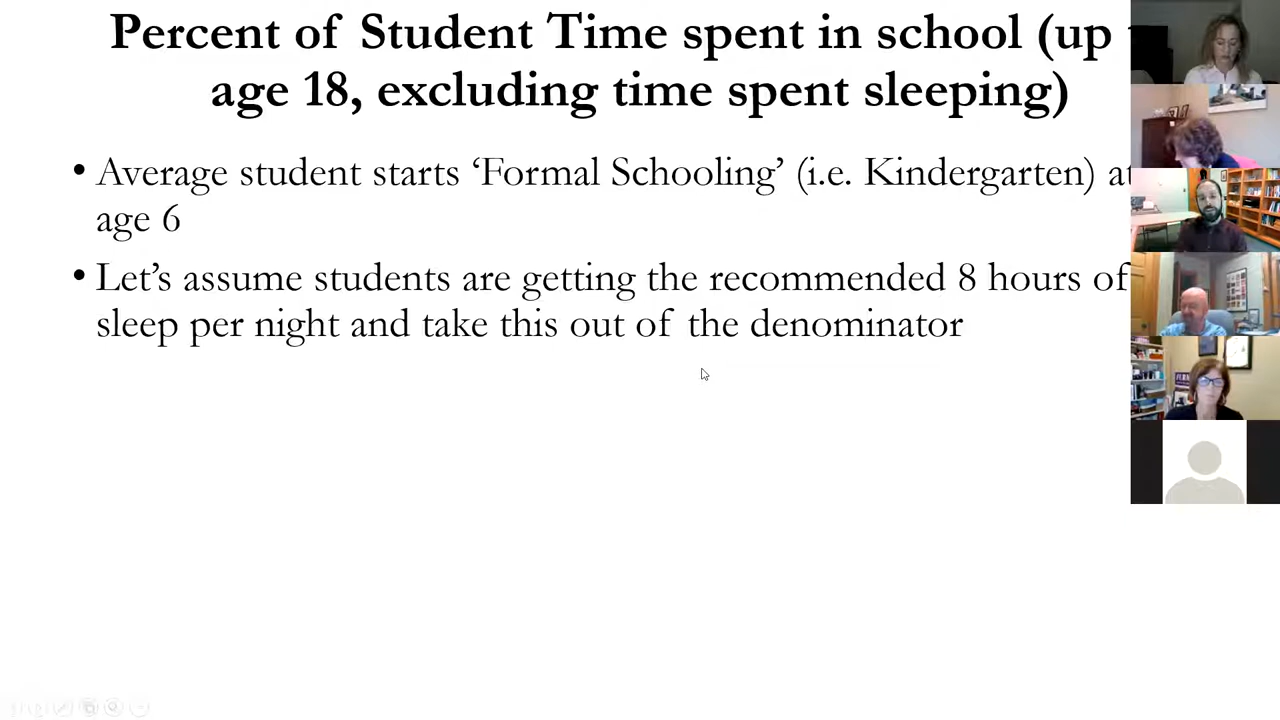 Percent of Student Time spent in school (up
age 18, excluding time spent sleeping)
• Average student starts ‘Formal Schooling’ (i.e. Kindergarten) at
age 6
• Let’s assume students are getting the recommended 8 hours of
sleep per night and take this out of the denominator